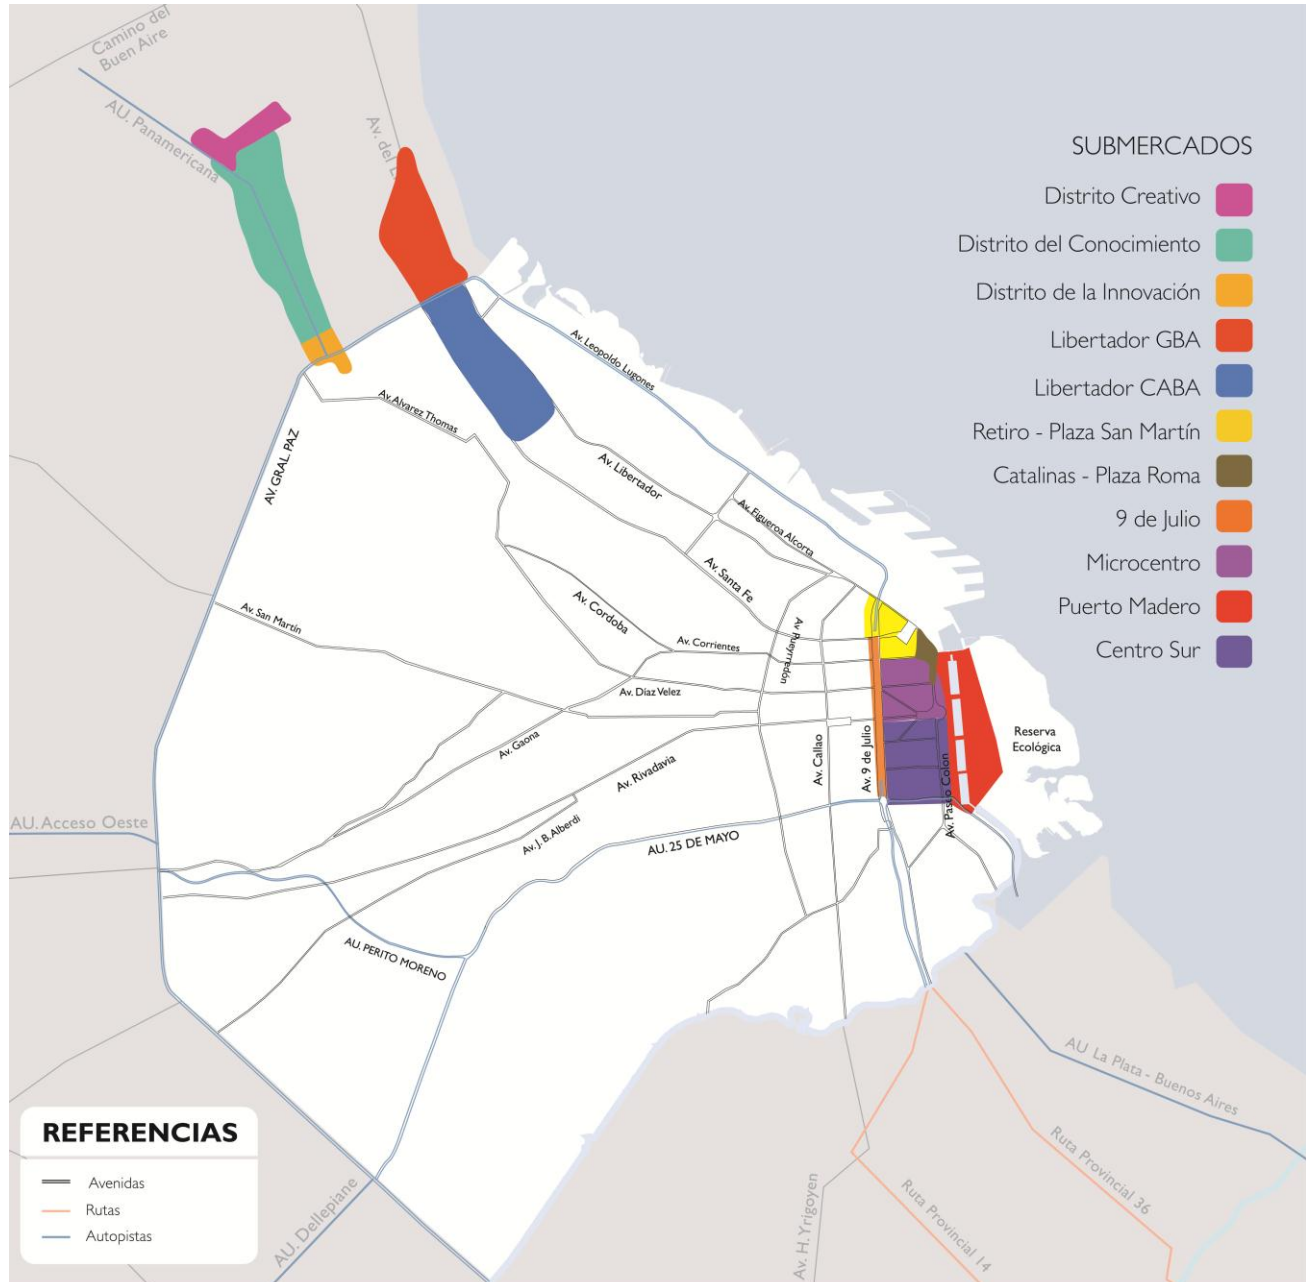 Camino del
Buen Aire
AU. Panamericana
Av. del L
SUBMERCADOS
Distrito Creativo
Distrito del Conocimiento
Distrito de la Innovación
Libertador GBA
Libertador CABA
Retiro - Plaza San Martín
Catalinas - Plaza Roma
9 de Julio
Microcentro
Puerto Madero
Centro Sur
Av. Leopoldo Lugones
Av. Alvarez Thomas
AV. GRAL PAZ
Av. Libertador
Av. Figueroa Alcorta
Av. Santa Fe
Av. Cordoba
Av. San Martín
Av. Corrientes
Av Pueyrredón
Av. Díaz Velez
Av. Gaona
Av. Rivadavia
Av. Callao
Av. 9 de Julio
Av. Paseo Colon
Reserva
Ecológica
AU. Acceso Oeste
Av. J. B. Alberdi
AU. 25 DE MAYO
AU. PERITO MORENO
AU La Plata - Buenos Aires
Ruta Provincial 36
Ruta Provincial 14
Av. H. Yrigoyen
AU. Dellepiane
REFERENCIAS
Avenidas
Rutas
Autopistas